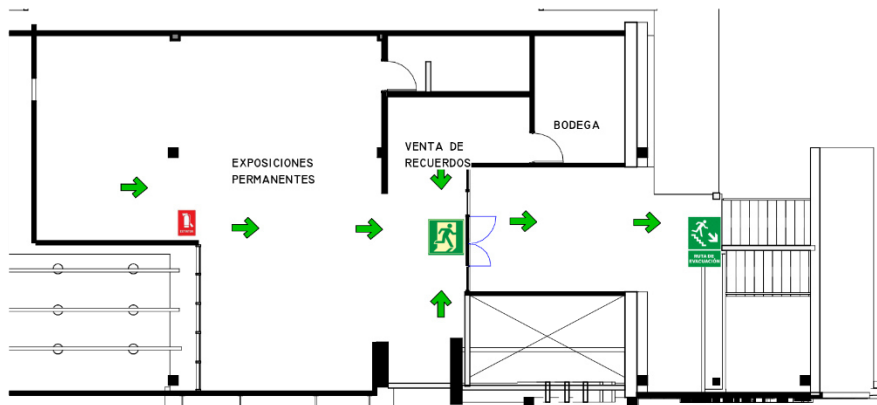 BODEGA
VENTA DE
RECUERDOS
EXPOSICIONES
PERMANENTES
RUTA DE
EVACUACIÓN